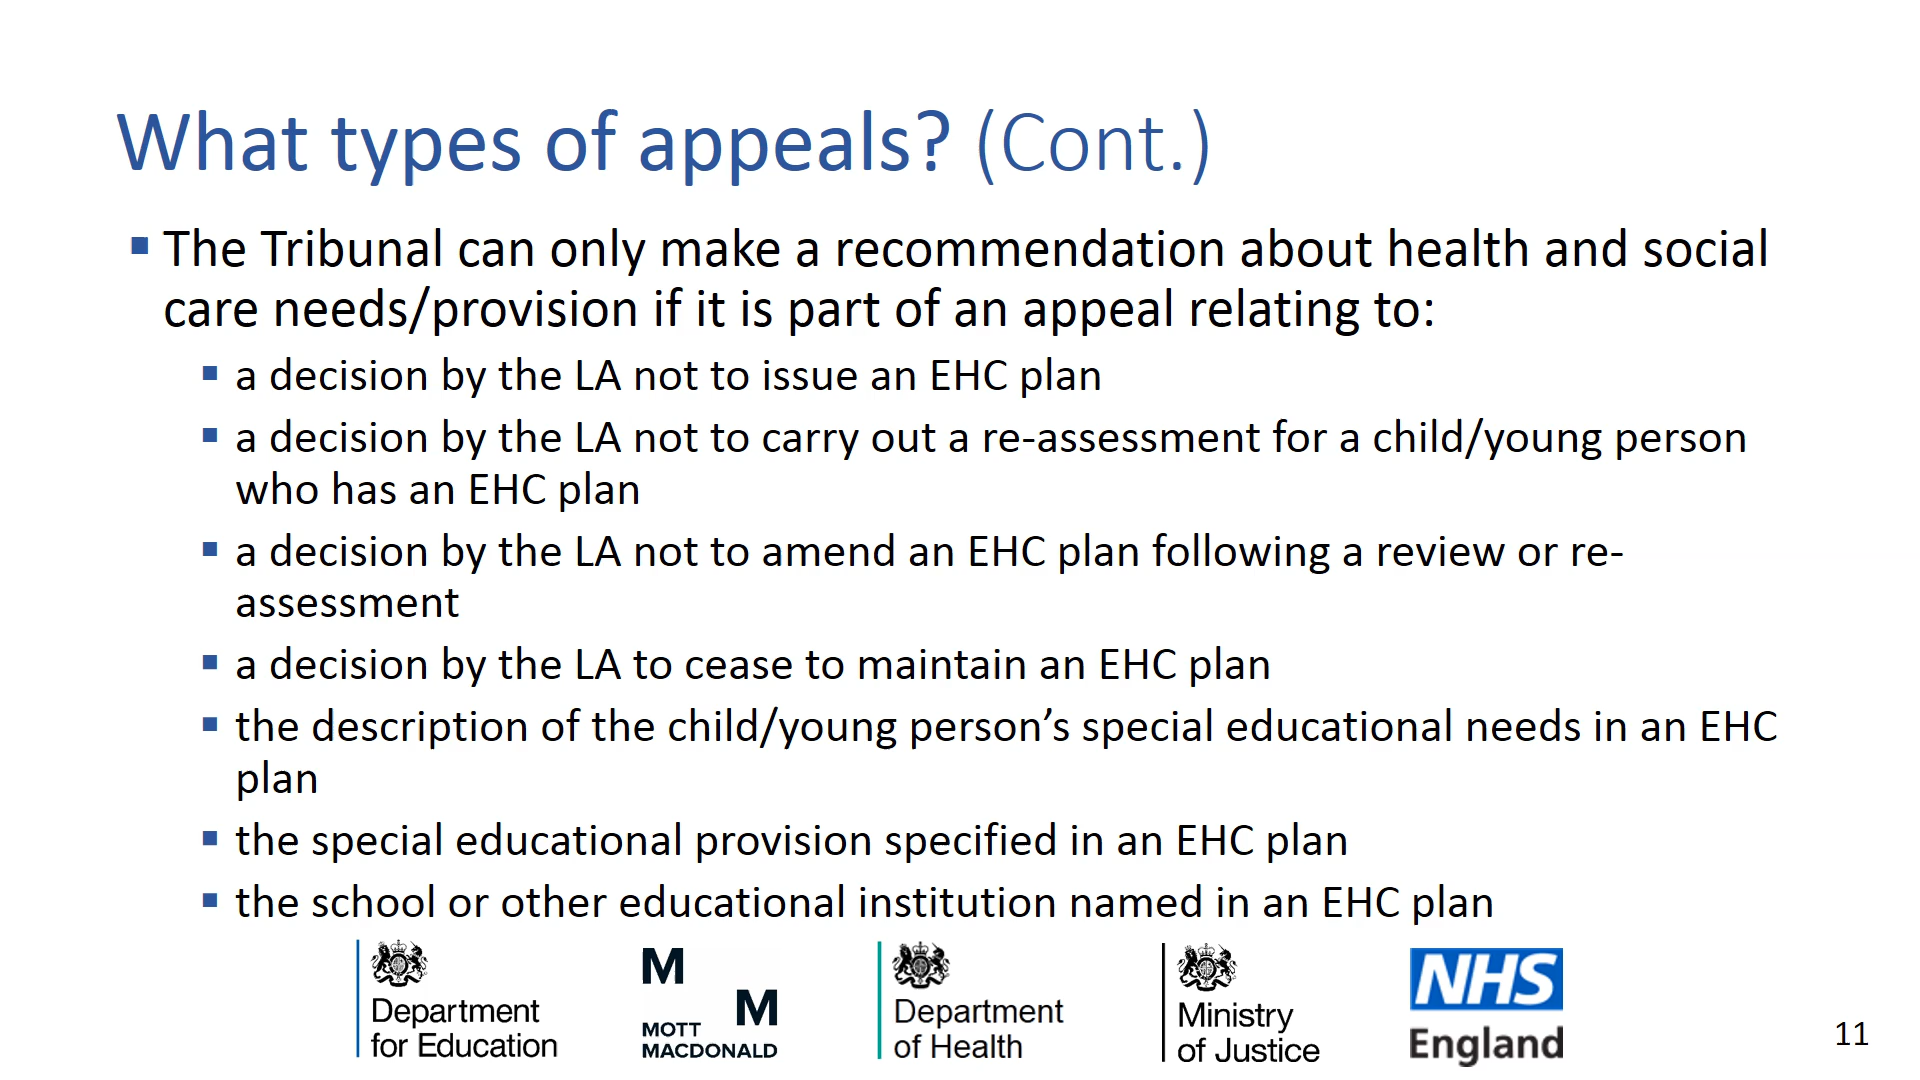 What types of appeals? (Cont.)
▪ The Tribunal can only make a recommendation about health and social
care needs/provision if it is part of an appeal relating to:
▪ a decision by the LA not to issue an EHC plan
▪ a decision by the LA not to carry out a re-assessment for a child/young person
who has an EHC plan
▪ a decision by the LA not to amend an EHC plan following a review or re-
assessment
▪ a decision by the LA to cease to maintain an EHC plan
▪ the description of the child/young person’s special educational needs in an EHC
plan
▪ the special educational provision specified in an EHC plan
▪ the school or other educational institution named in an EHC plan
Department
for Education
M
M
MOTT
MACDONALD
Department
of Health
Ministry
of Justice
NHS
England
11